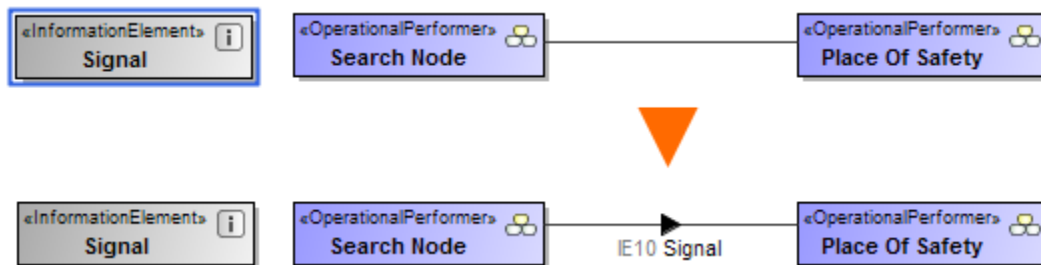 «InformationElement» i
Signal
«OperationalPerformer»
Search Node
«OperationalPerformer»
Place Of Safety
«InformationElement» i
Signal
«OperationalPerformer»
Search Node
IE10 Signal
«OperationalPerformer»
Place Of Safety